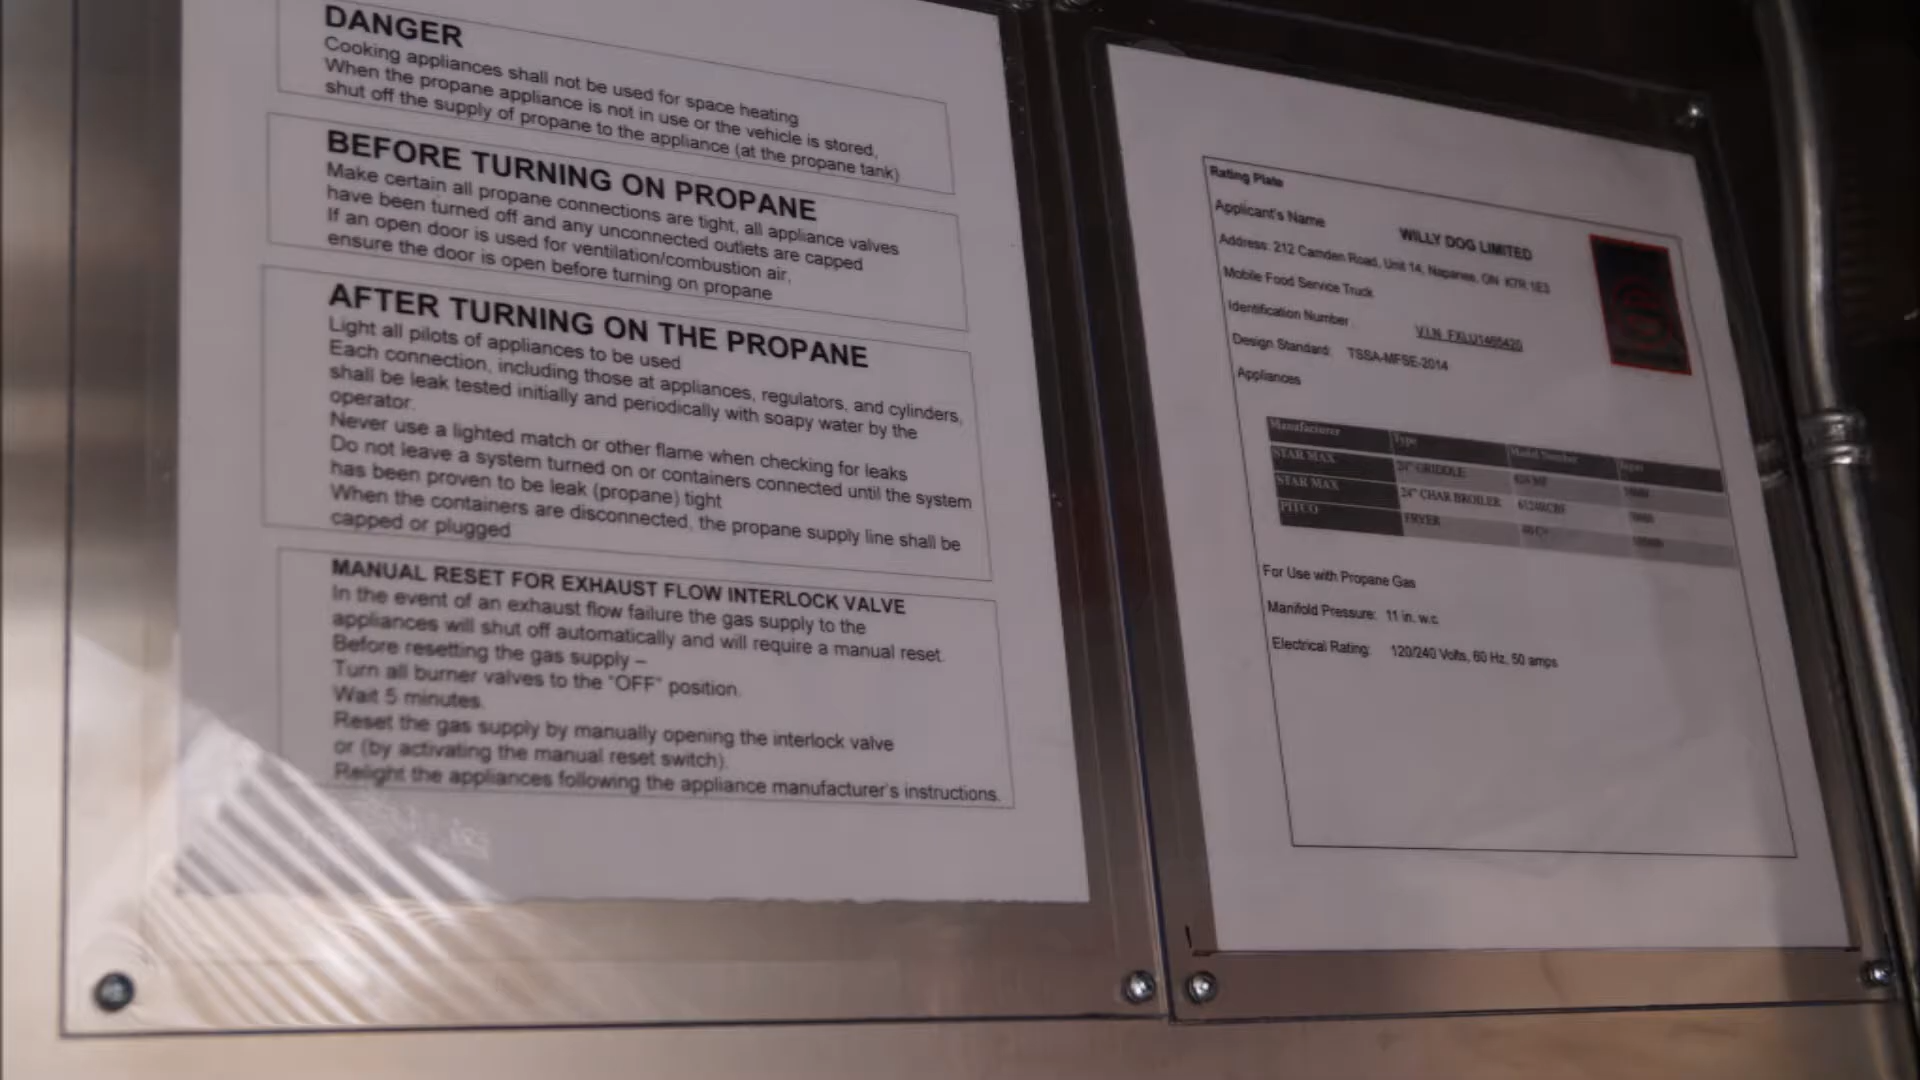 DANGER
Cooking appliances shall not be used for space heating
When the propane appliance is not in use or the vehicle is stored,
shut off the supply of propane to the appliance (at the propane tank)
BEFORE TURNING ON PROPANE
Make certain all propane connections are tight, all appliance valves
have been turned off and any unconnected outlets are capped
If an open door is used for ventilation/combustion air,
ensure the door is open before turning on propane
AFTER TURNING ON THE PROPANE
Light all pilots of appliances to be used
Each connection, including those at appliances, regulators, and cylinders,
shall be leak tested initially and periodically with soapy water by the
operator.
Never use a lighted match or other flame when checking for leaks
Do not leave a system turned on or containers connected until the system
has been proven to be leak (propane) tight
When the containers are disconnected, the propane supply line shall be
capped or plugged
MANUAL RESET FOR EXHAUST FLOW INTERLOCK VALVE
In the event of an exhaust flow failure the gas supply to the
appliances will shut off automatically and will require a manual reset.
Before resetting the gas supply –
Turn all burner valves to the "OFF" position.
Wait 5 minutes.
Reset the gas supply by manually opening the interlock valve
or (by activating the manual reset switch).
Relight the appliances following the appliance manufacturer's instructions.
Rating Plate
Applicant's Name WILLY DOG LIMITED
Address: 212 Camden Road, Unit 14, Napanee, ON K7R 1E3
Mobile Food Service Truck
Identification Number V.I.N.
Design Standard: TSSA-MFSE-2014
Appliances
Manufacturer Type Model Number
STAR MAX 24" GRIDDLE
STAR MAX 24" CHAR BROILER
PITCO FRYER
For Use with Propane Gas
Manifold Pressure: 11 in. w.c.
Electrical Rating: 120/240 Volts, 60 Hz, 50 amps